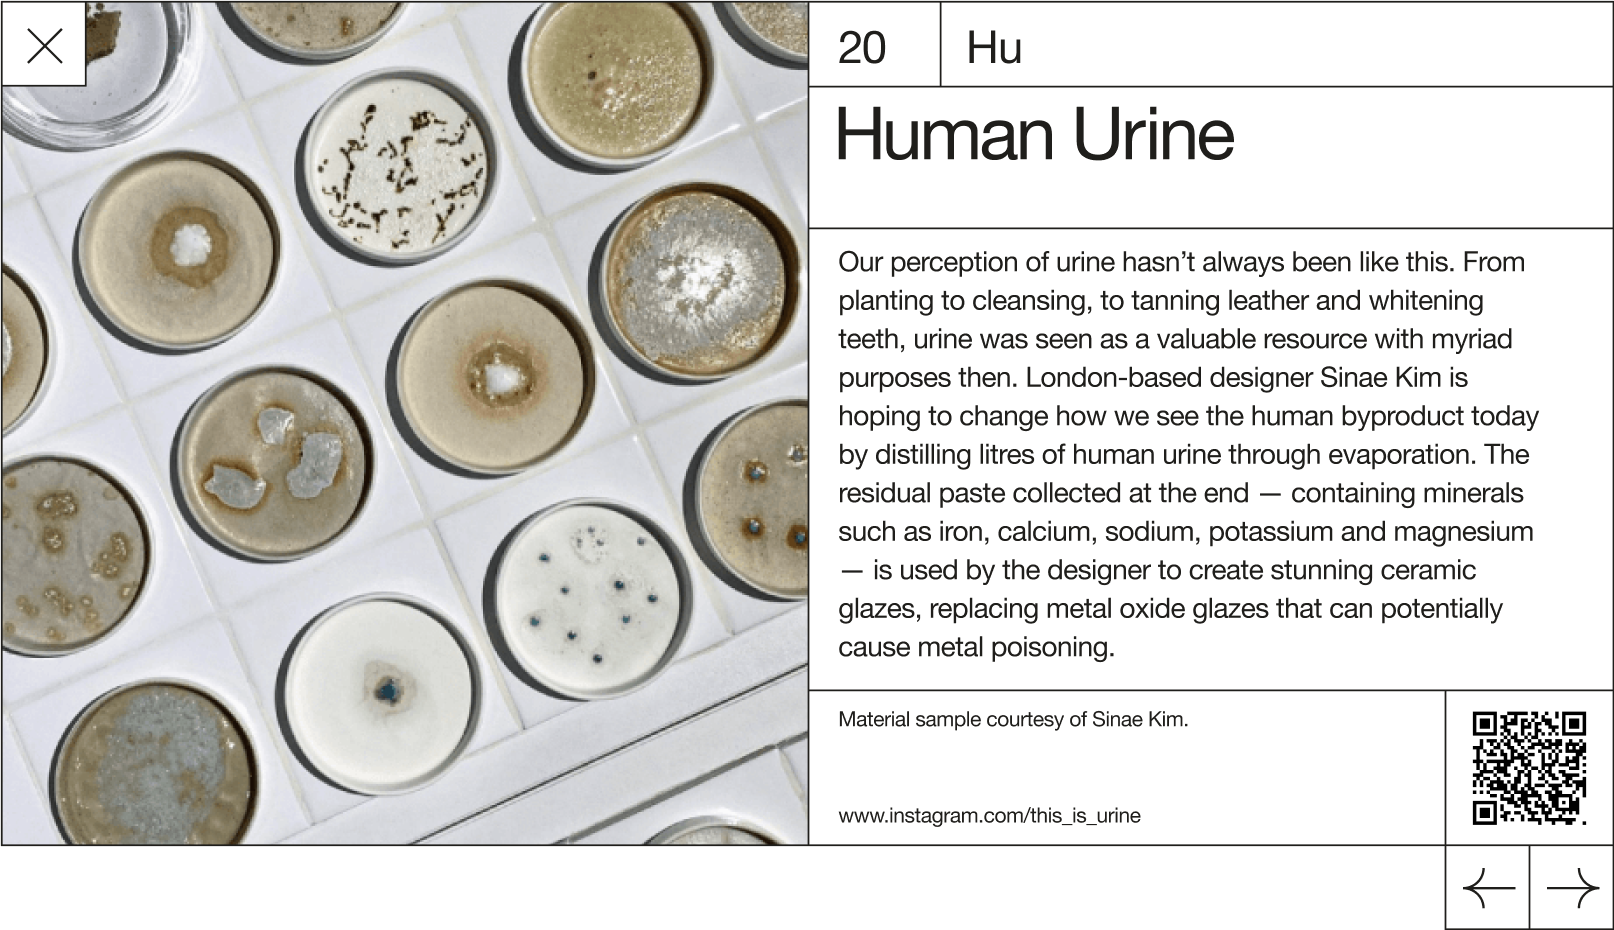 20
Hu
Human Urine
Our perception of urine hasn’t always been like this. From
planting to cleansing, to tanning leather and whitening
teeth, urine was seen as a valuable resource with myriad
purposes then. London-based designer Sinae Kim is
hoping to change how we see the human byproduct today
by distilling litres of human urine through evaporation. The
residual paste collected at the end — containing minerals
such as iron, calcium, sodium, potassium and magnesium
— is used by the designer to create stunning ceramic
glazes, replacing metal oxide glazes that can potentially
cause metal poisoning.
Material sample courtesy of Sinae Kim.
www.instagram.com/this_is_urine